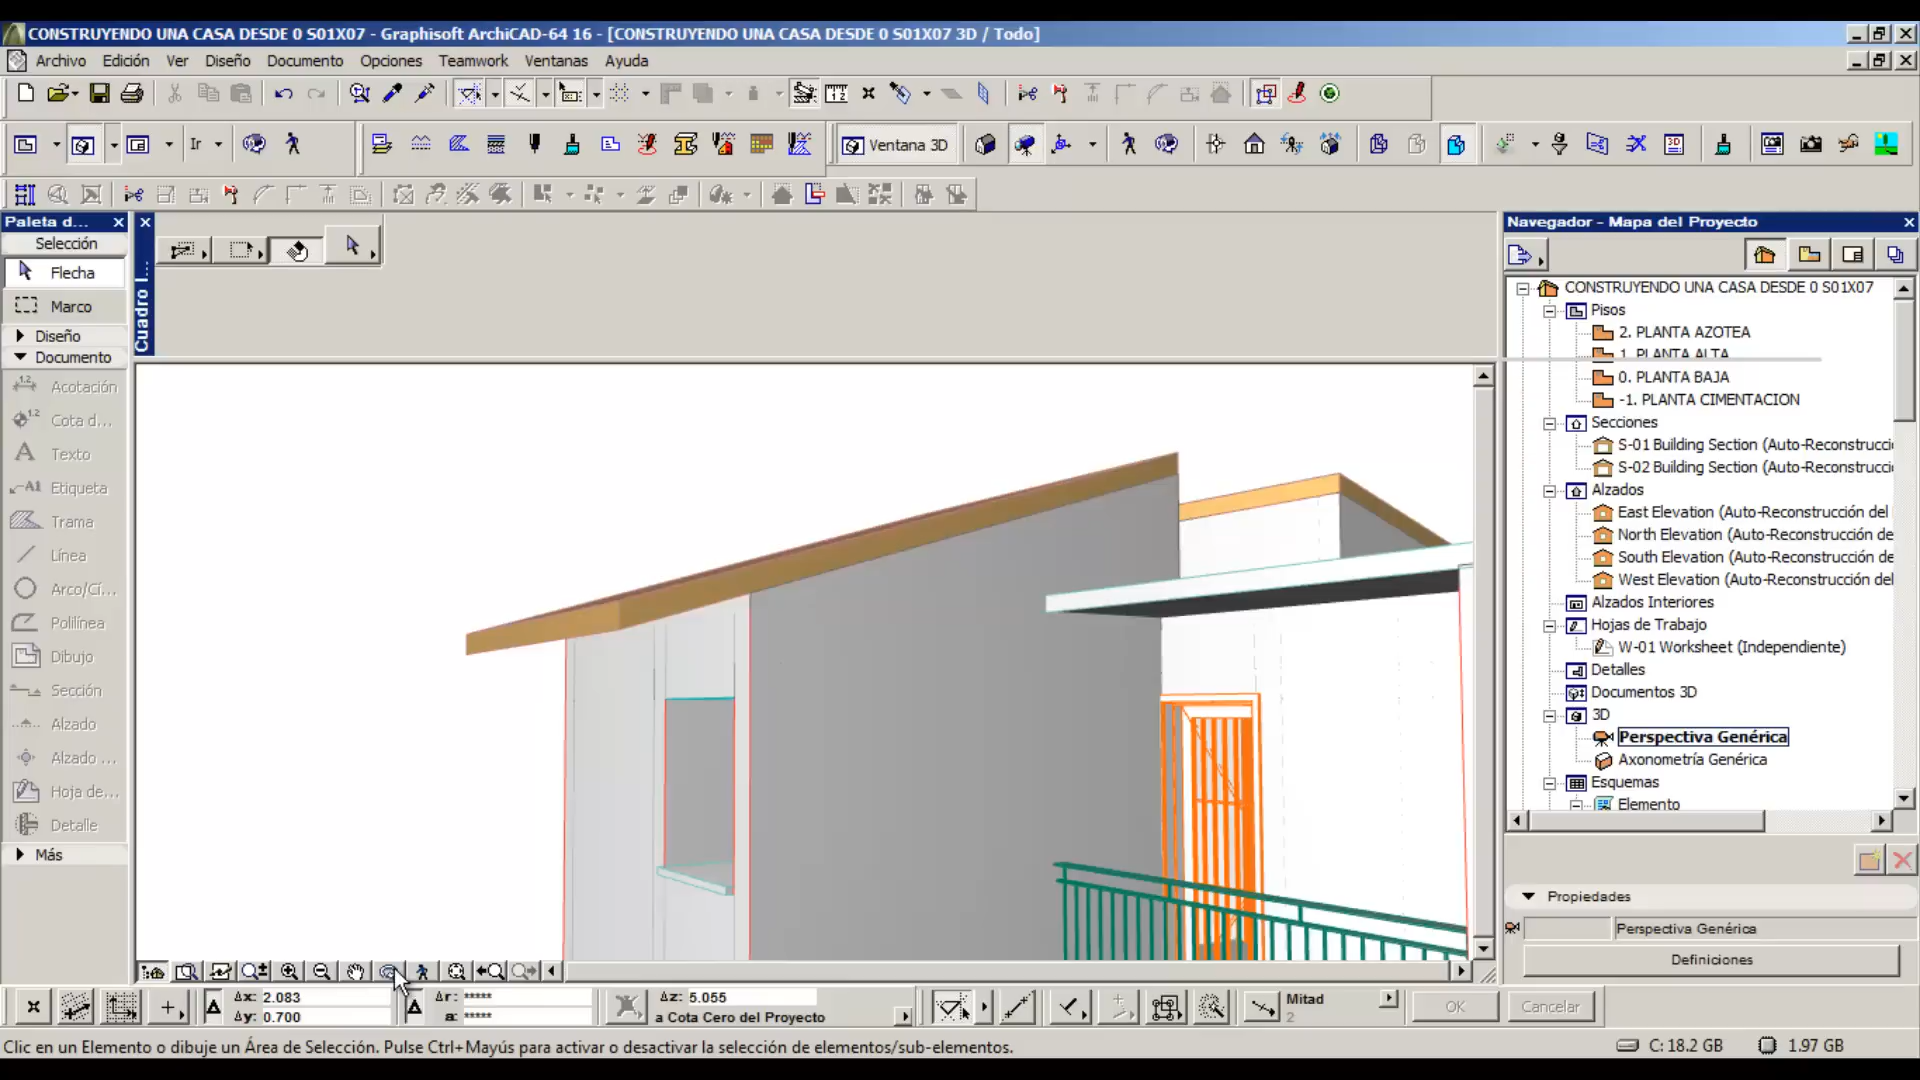 CONSTRUYENDO UNA CASA DESDE 0 S01X07 - Graphisoft ArchiCAD-64 16 - [CONSTRUYENDO UNA CASA DESDE 0 S01X07 3D / Todo]
Archivo Edición Ver Diseño Documento Opciones Teamwork Ventanas Ayuda
Ir
Ventana 3D
Paleta d...
Selección
Flecha
Marco
Diseño
Documento
Acotación
Cota d...
Texto
Etiqueta
Trama
Línea
Arco/Cí...
Polilínea
Dibujo
Sección
Alzado
Alzado ...
Hoja de...
Detalle
Más
Cuadro I...
Navegador - Mapa del Proyecto
CONSTRUYENDO UNA CASA DESDE 0 S01X07
Pisos
2. PLANTA AZOTEA
1. PLANTA ALTA
0. PLANTA BAJA
-1. PLANTA CIMENTACION
Secciones
S-01 Building Section (Auto-Reconstrucci
S-02 Building Section (Auto-Reconstrucci
Alzados
East Elevation (Auto-Reconstrucción del
North Elevation (Auto-Reconstrucción de
South Elevation (Auto-Reconstrucción de
West Elevation (Auto-Reconstrucción del
Alzados Interiores
Hojas de Trabajo
W-01 Worksheet (Independiente)
Detalles
Documentos 3D
3D
Perspectiva Genérica
Axonometría Genérica
Esquemas
Elemento
Propiedades
Perspectiva Genérica
Definiciones
Δx: 2.083
Δy: 0.700
Δr: *****
a: *****
Δz: 5.055
a Cota Cero del Proyecto
Mitad
2
OK
Cancelar
Clic en un Elemento o dibuje un Área de Selección. Pulse Ctrl+Mayús para activar o desactivar la selección de elementos/sub-elementos.
C: 18.2 GB
1.97 GB